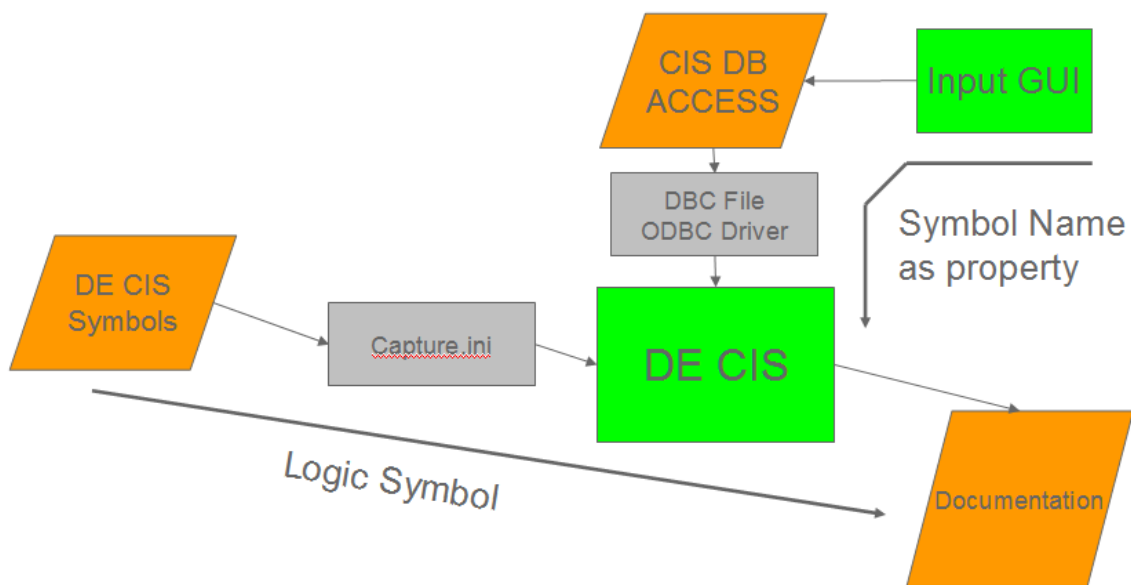 CIS DB
ACCESS
Input GUI
DBC File
ODBC Driver
Symbol Name
as property
DE CIS
Symbols
Capture.ini
DE CIS
Logic Symbol
Documentation